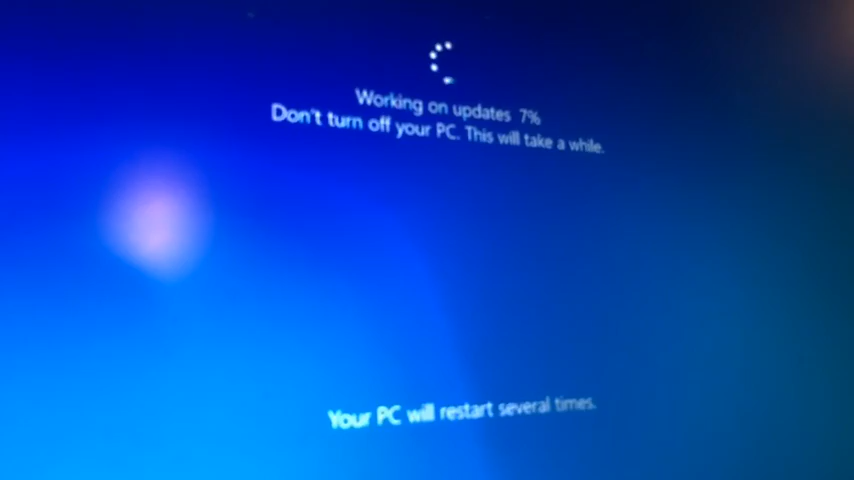 Working on updates 7%
Don't turn off your PC. This will take a while.
Your PC will restart several times.